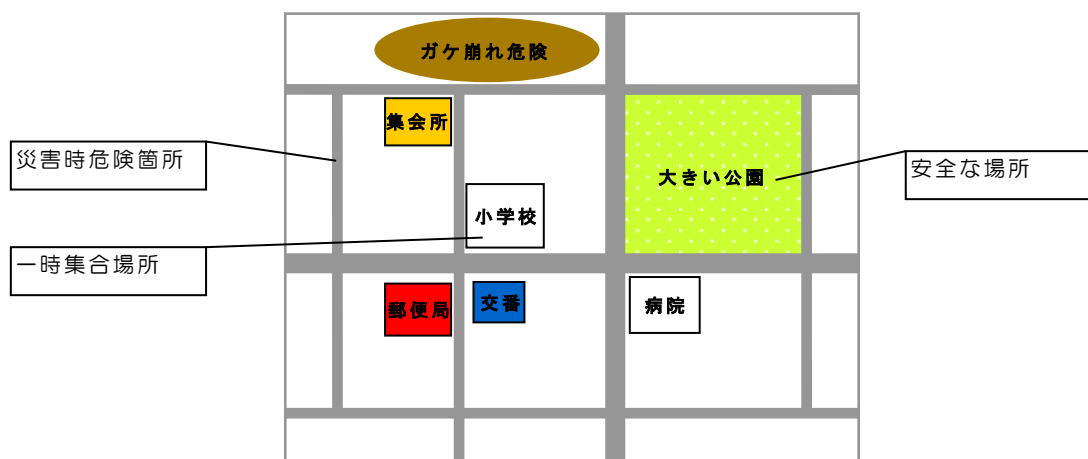 ガケ崩れ危険
集会所
災害時危険箇所
大きい公園
安全な場所
小学校
一時集合場所
郵便局
交番
病院